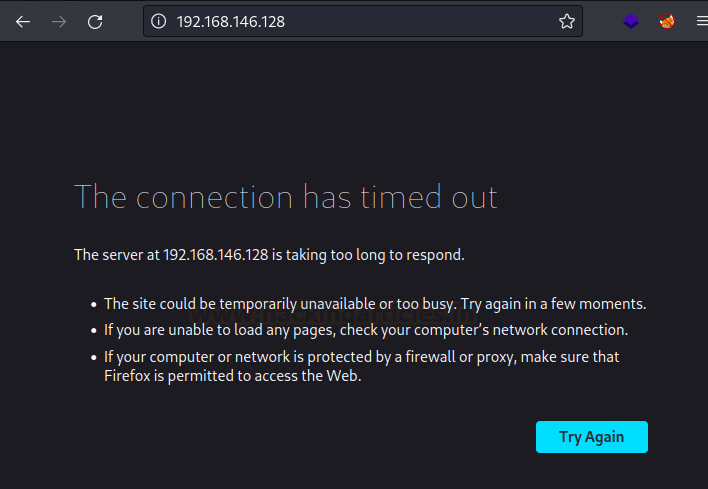 192.168.146.128
The connection has timed out
The server at 192.168.146.128 is taking too long to respond.
• The site could be temporarily unavailable or too busy. Try again in a few moments.
www.hackingarticles.in
• If you are unable to load any pages, check your computer’s network connection.
• If your computer or network is protected by a firewall or proxy, make sure that
Firefox is permitted to access the Web.
Try Again